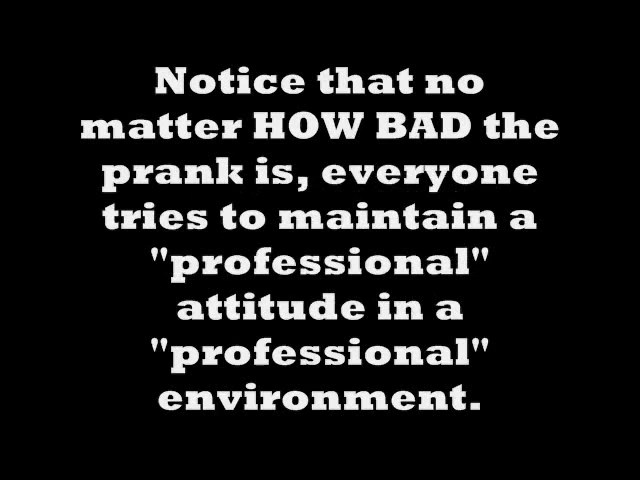 Notice that no
matter HOW BAD the
prank is, everyone
tries to maintain a
"professional"
attitude in a
"professional"
environment.